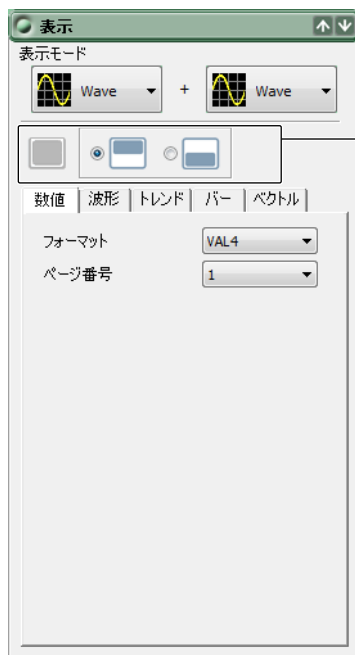 表示
表示モード
Wave + Wave
数値 波形 トレンド バー ベクトル
フォーマット VAL4
ページ番号 1